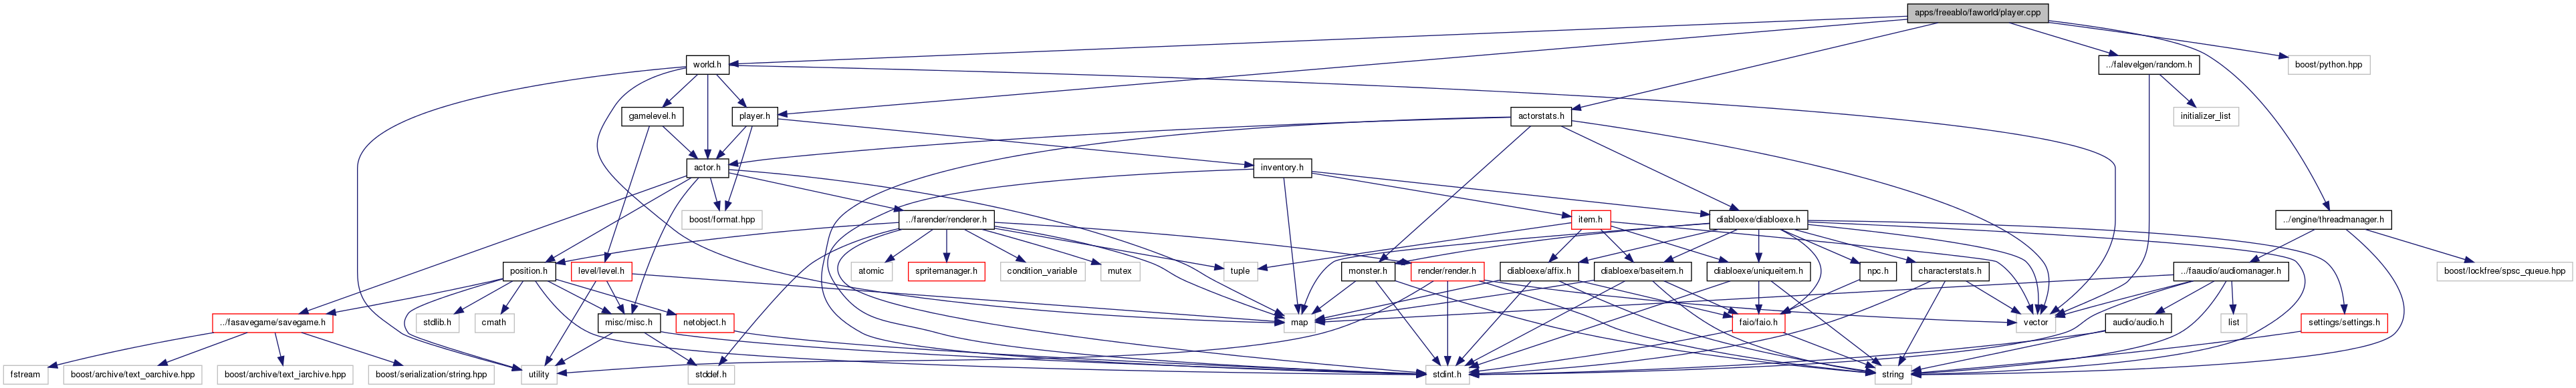 apps/freeablo/faworld/player.cpp
world.h
../falevelgen/random.h
boost/python.hpp
gamelevel.h
player.h
actorstats.h
initializer_list
actor.h
inventory.h
boost/format.hpp
../farender/renderer.h
item.h
diabloexe/diabloexe.h
../engine/threadmanager.h
position.h
level/level.h
atomic
spritemanager.h
condition_variable
mutex
tuple
monster.h
render/render.h
diabloexe/affix.h
diabloexe/baseitem.h
diabloexe/uniqueitem.h
npc.h
characterstats.h
../faaudio/audiomanager.h
boost/lockfree/spsc_queue.hpp
../fasavegame/savegame.h
stdlib.h
cmath
misc/misc.h
netobject.h
map
faio/faio.h
vector
audio/audio.h
list
settings/settings.h
fstream
boost/archive/text_oarchive.hpp
boost/archive/text_iarchive.hpp
boost/serialization/string.hpp
utility
stddef.h
stdint.h
string